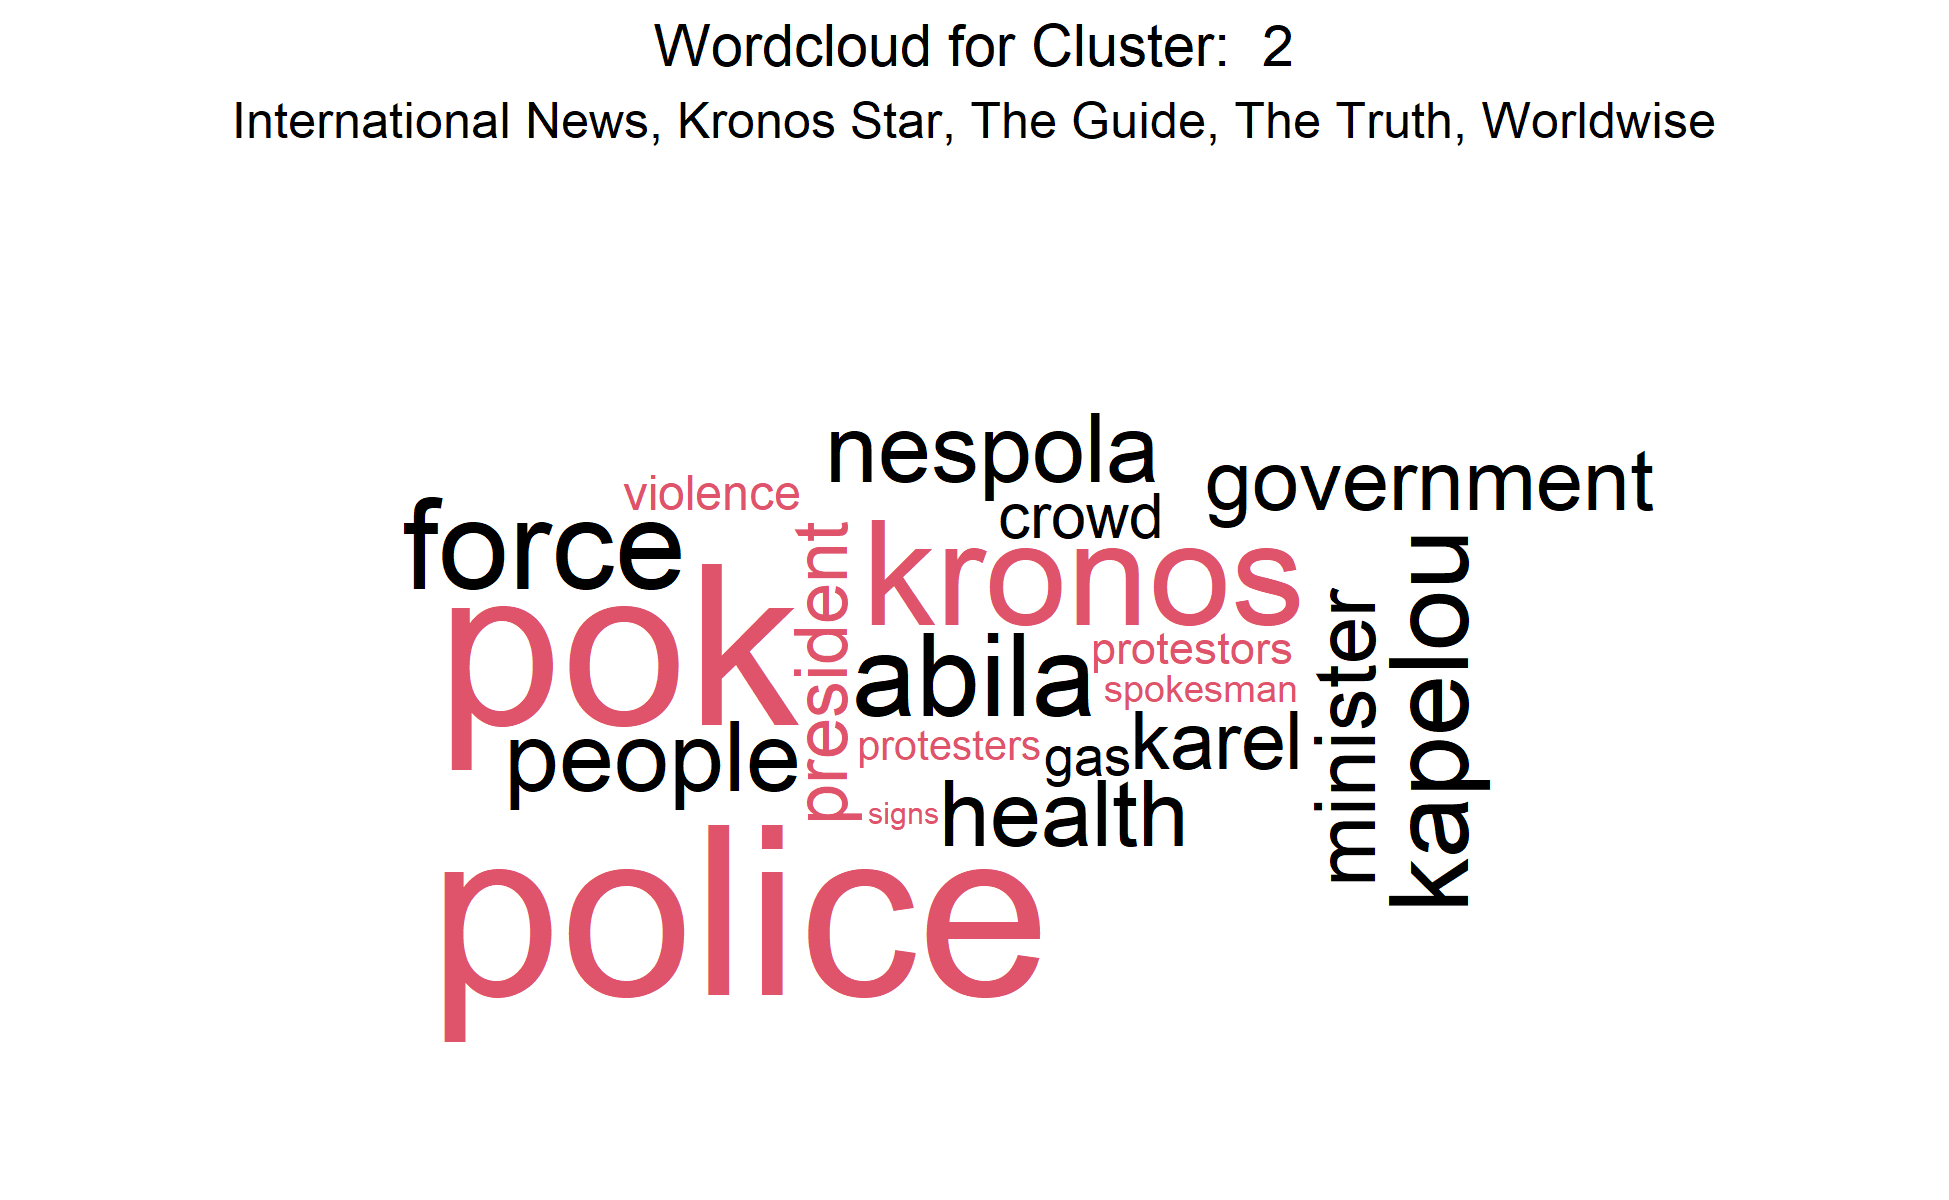 Wordcloud for Cluster:  2
International News, Kronos Star, The Guide, The Truth, Worldwise
nespola
government
violence
crowd
force
kronos
president
pok
kapelou
minister
abila
protestors
spokesman
karel
people
protesters
gas
signs
health
police